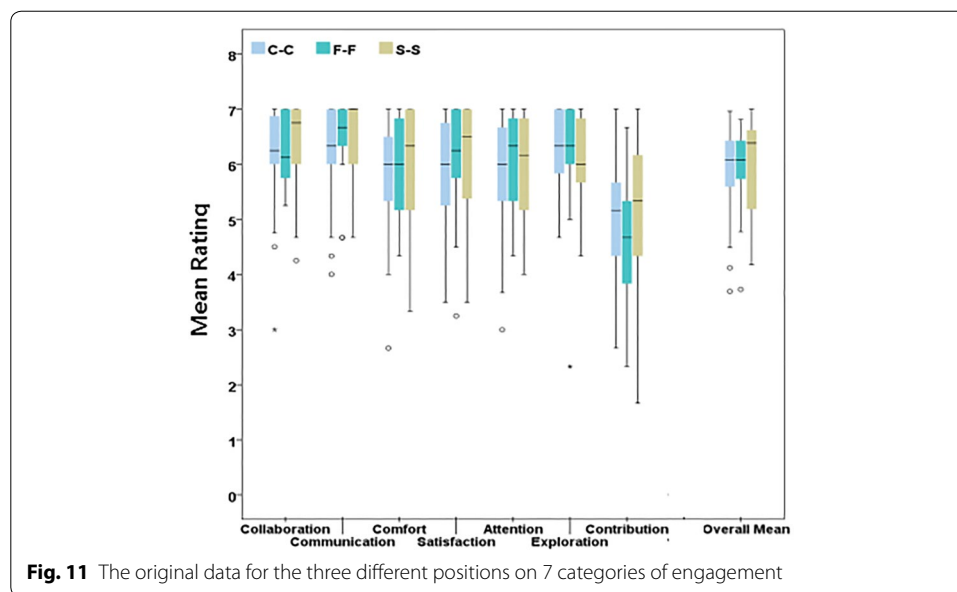 C-C F-F S-S
8
7
6
5
4
3
2
1
0
Mean Rating
Collaboration Comfort Attention Contribution Overall Mean
Communication Satisfaction Exploration
Fig. 11 The original data for the three different positions on 7 categories of engagement